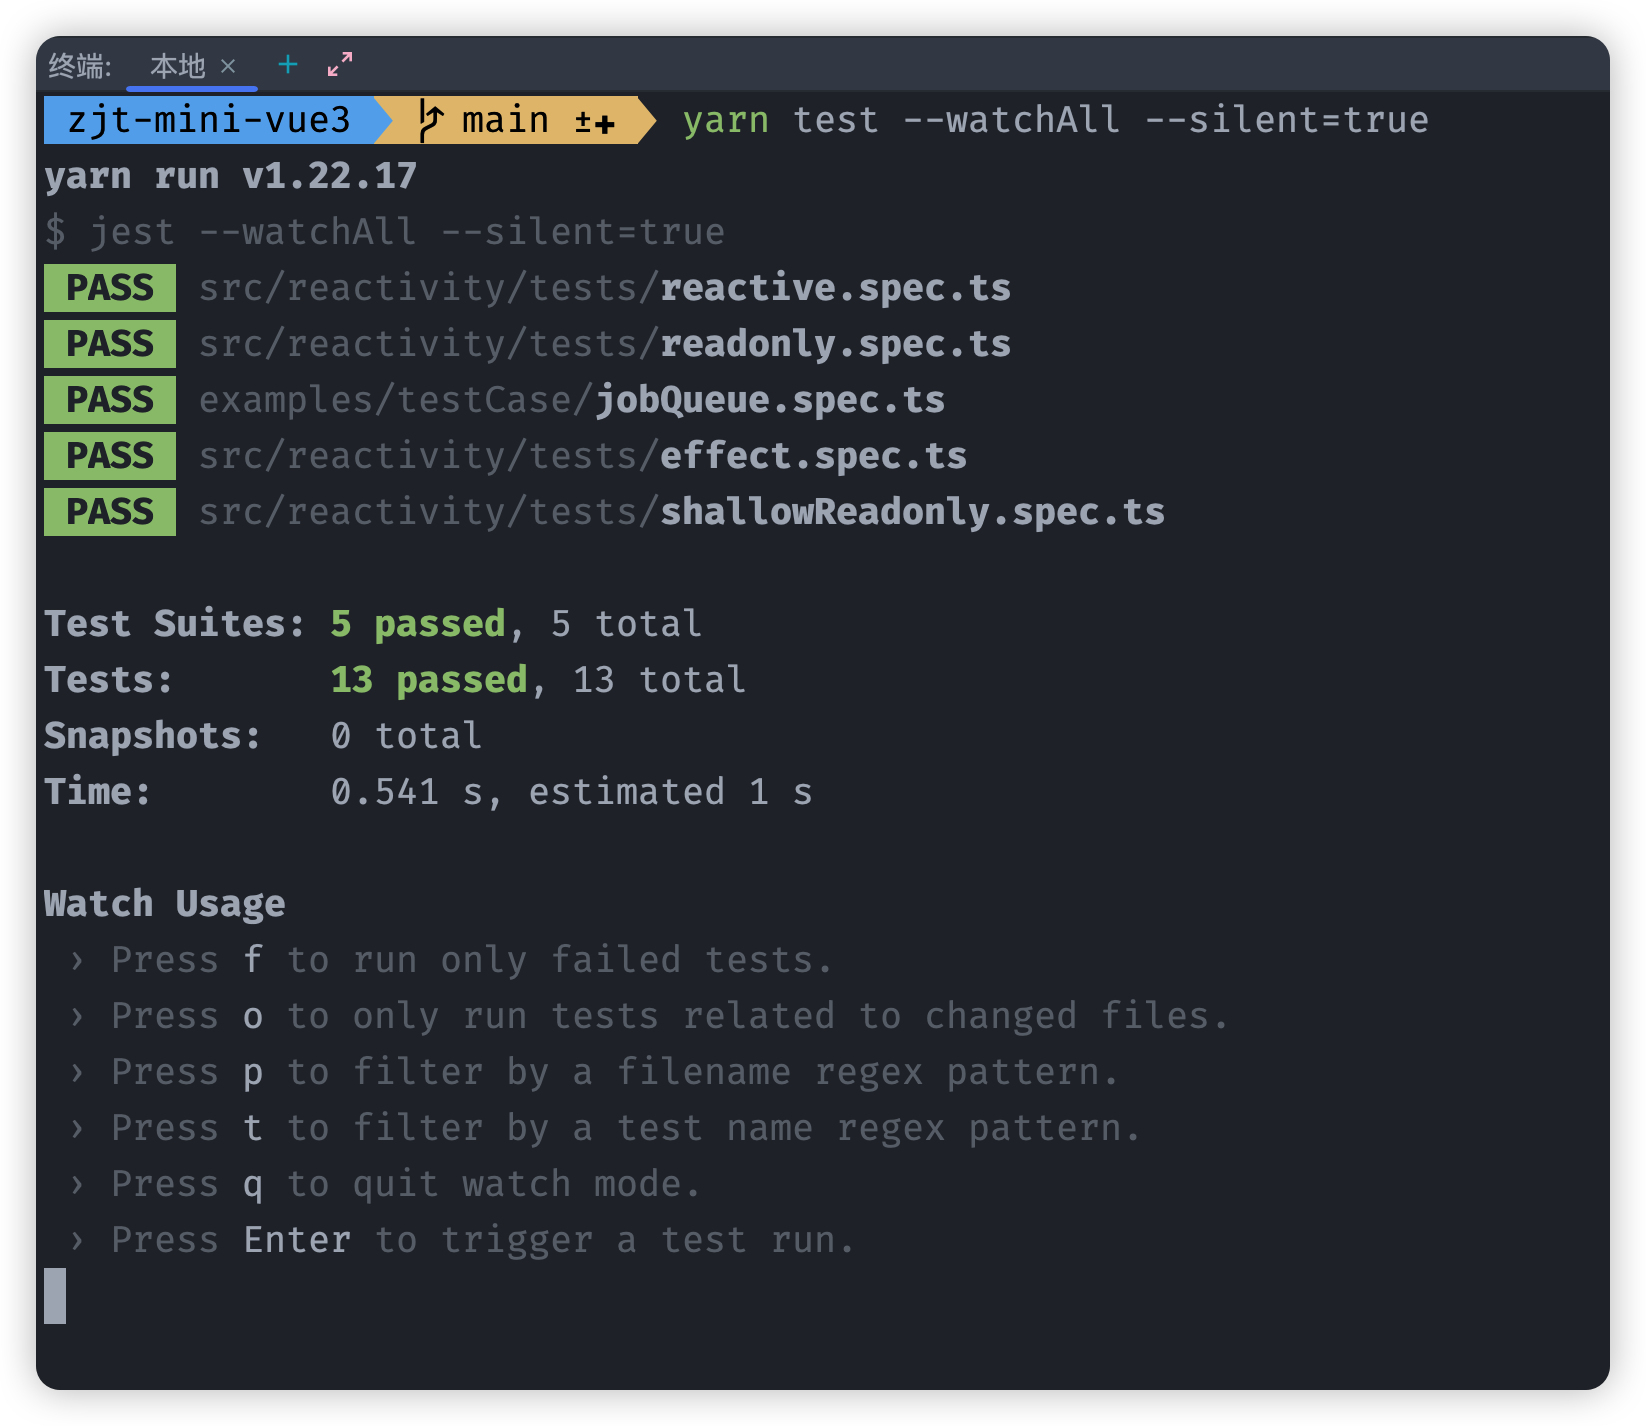 终端: 本地 × +
zjt-mini-vue3 main ±✚ yarn test --watchAll --silent=true
yarn run v1.22.17
$ jest --watchAll --silent=true
PASS src/reactivity/tests/reactive.spec.ts
PASS src/reactivity/tests/readonly.spec.ts
PASS examples/testCase/jobQueue.spec.ts
PASS src/reactivity/tests/effect.spec.ts
PASS src/reactivity/tests/shallowReadonly.spec.ts
Test Suites: 5 passed, 5 total
Tests: 13 passed, 13 total
Snapshots: 0 total
Time: 0.541 s, estimated 1 s
Watch Usage
› Press f to run only failed tests.
› Press o to only run tests related to changed files.
› Press p to filter by a filename regex pattern.
› Press t to filter by a test name regex pattern.
› Press q to quit watch mode.
› Press Enter to trigger a test run.